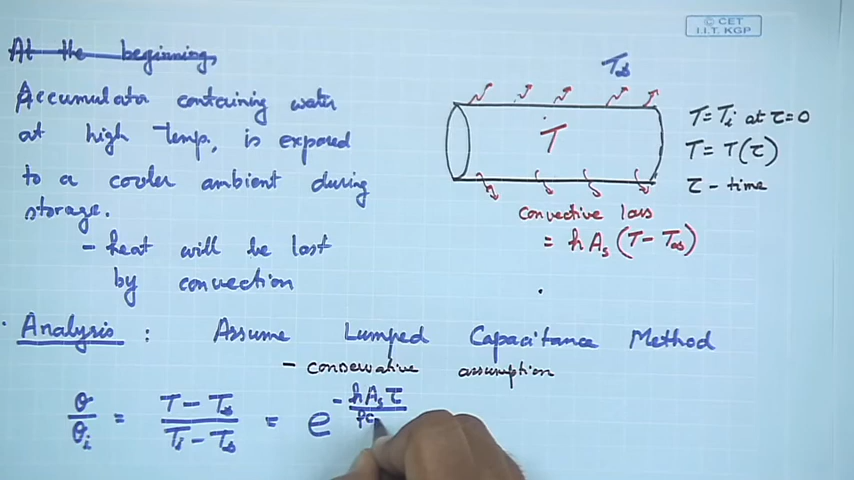 © CET
I.I.T. KGP
At the beginning,
Accumulator containing water
at high Temp, is exposed
to a cooler ambient during
storage.
- heat will be lost
by convection
T∞
T
T = Ti at τ = 0
T = T(τ)
τ - time
convective loss
= h As (T - T∞)
. Analysis : Assume Lumped Capacitance Method
- conservative assumption
θ/θi = (T - T∞)/(Ti - T∞) = e^-(h As τ)/(ρc